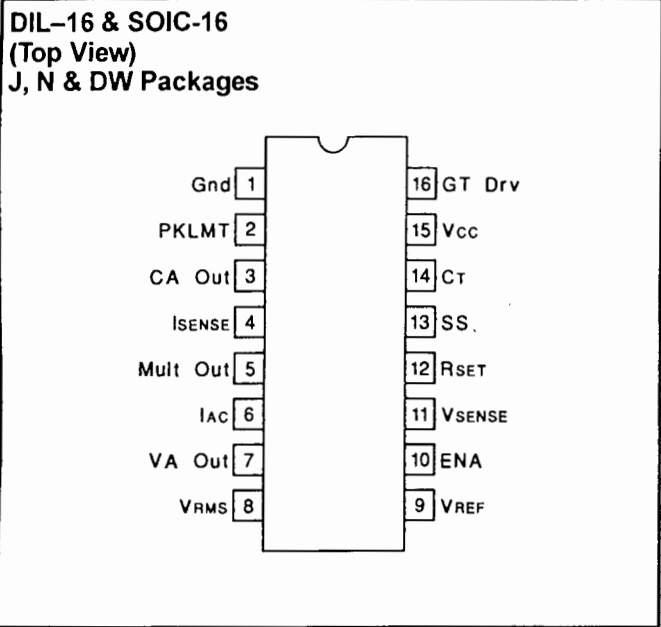 DIL–16 & SOIC-16
(Top View)
J, N & DW Packages
Gnd 1 16 GT Drv
PKLMT 2 15 VCC
CA Out 3 14 CT
ISENSE 4 13 SS
Mult Out 5 12 RSET
IAC 6 11 VSENSE
VA Out 7 10 ENA
VRMS 8 9 VREF